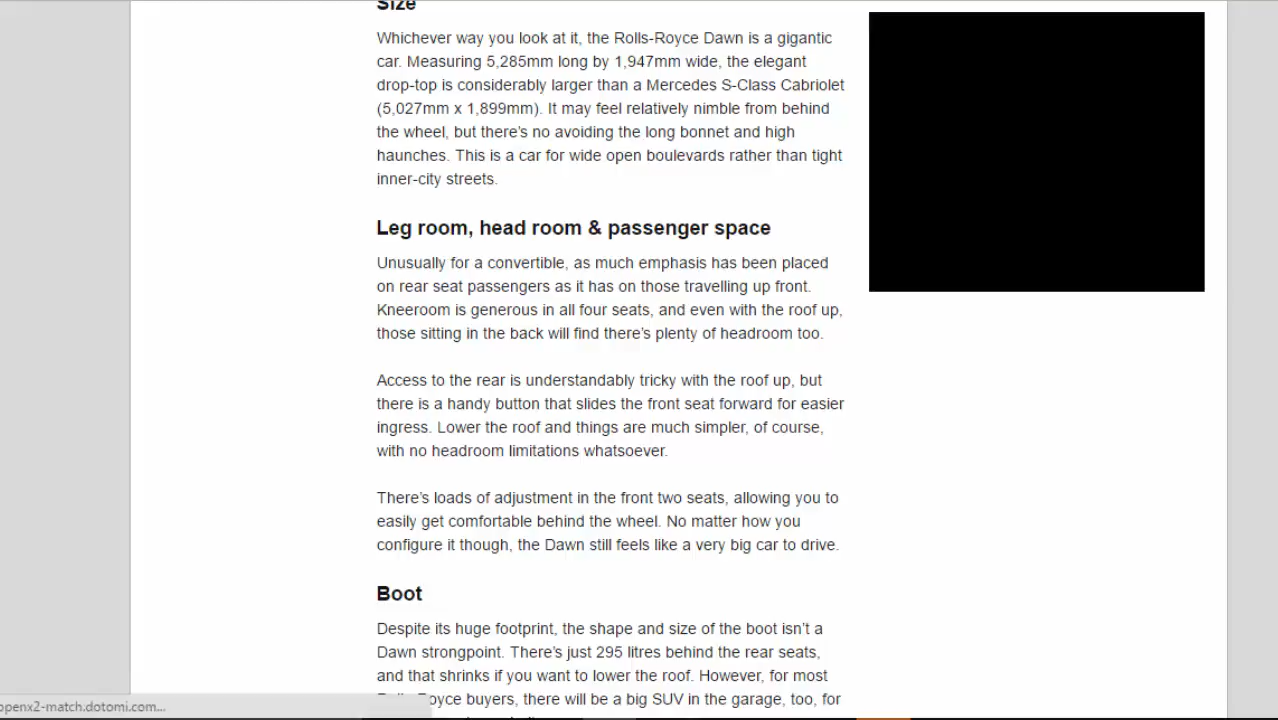 Size
Whichever way you look at it, the Rolls-Royce Dawn is a gigantic
car. Measuring 5,285mm long by 1,947mm wide, the elegant
drop-top is considerably larger than a Mercedes S-Class Cabriolet
(5,027mm x 1,899mm). It may feel relatively nimble from behind
the wheel, but there's no avoiding the long bonnet and high
haunches. This is a car for wide open boulevards rather than tight
inner-city streets.
Leg room, head room & passenger space
Unusually for a convertible, as much emphasis has been placed
on rear seat passengers as it has on those travelling up front.
Kneeroom is generous in all four seats, and even with the roof up,
those sitting in the back will find there's plenty of headroom too.
Access to the rear is understandably tricky with the roof up, but
there is a handy button that slides the front seat forward for easier
ingress. Lower the roof and things are much simpler, of course,
with no headroom limitations whatsoever.
There's loads of adjustment in the front two seats, allowing you to
easily get comfortable behind the wheel. No matter how you
configure it though, the Dawn still feels like a very big car to drive.
Boot
Despite its huge footprint, the shape and size of the boot isn't a
Dawn strongpoint. There's just 295 litres behind the rear seats,
and that shrinks if you want to lower the roof. However, for most
Rolls-Royce buyers, there will be a big SUV in the garage, too, for
openx2-match.dotomi.com...